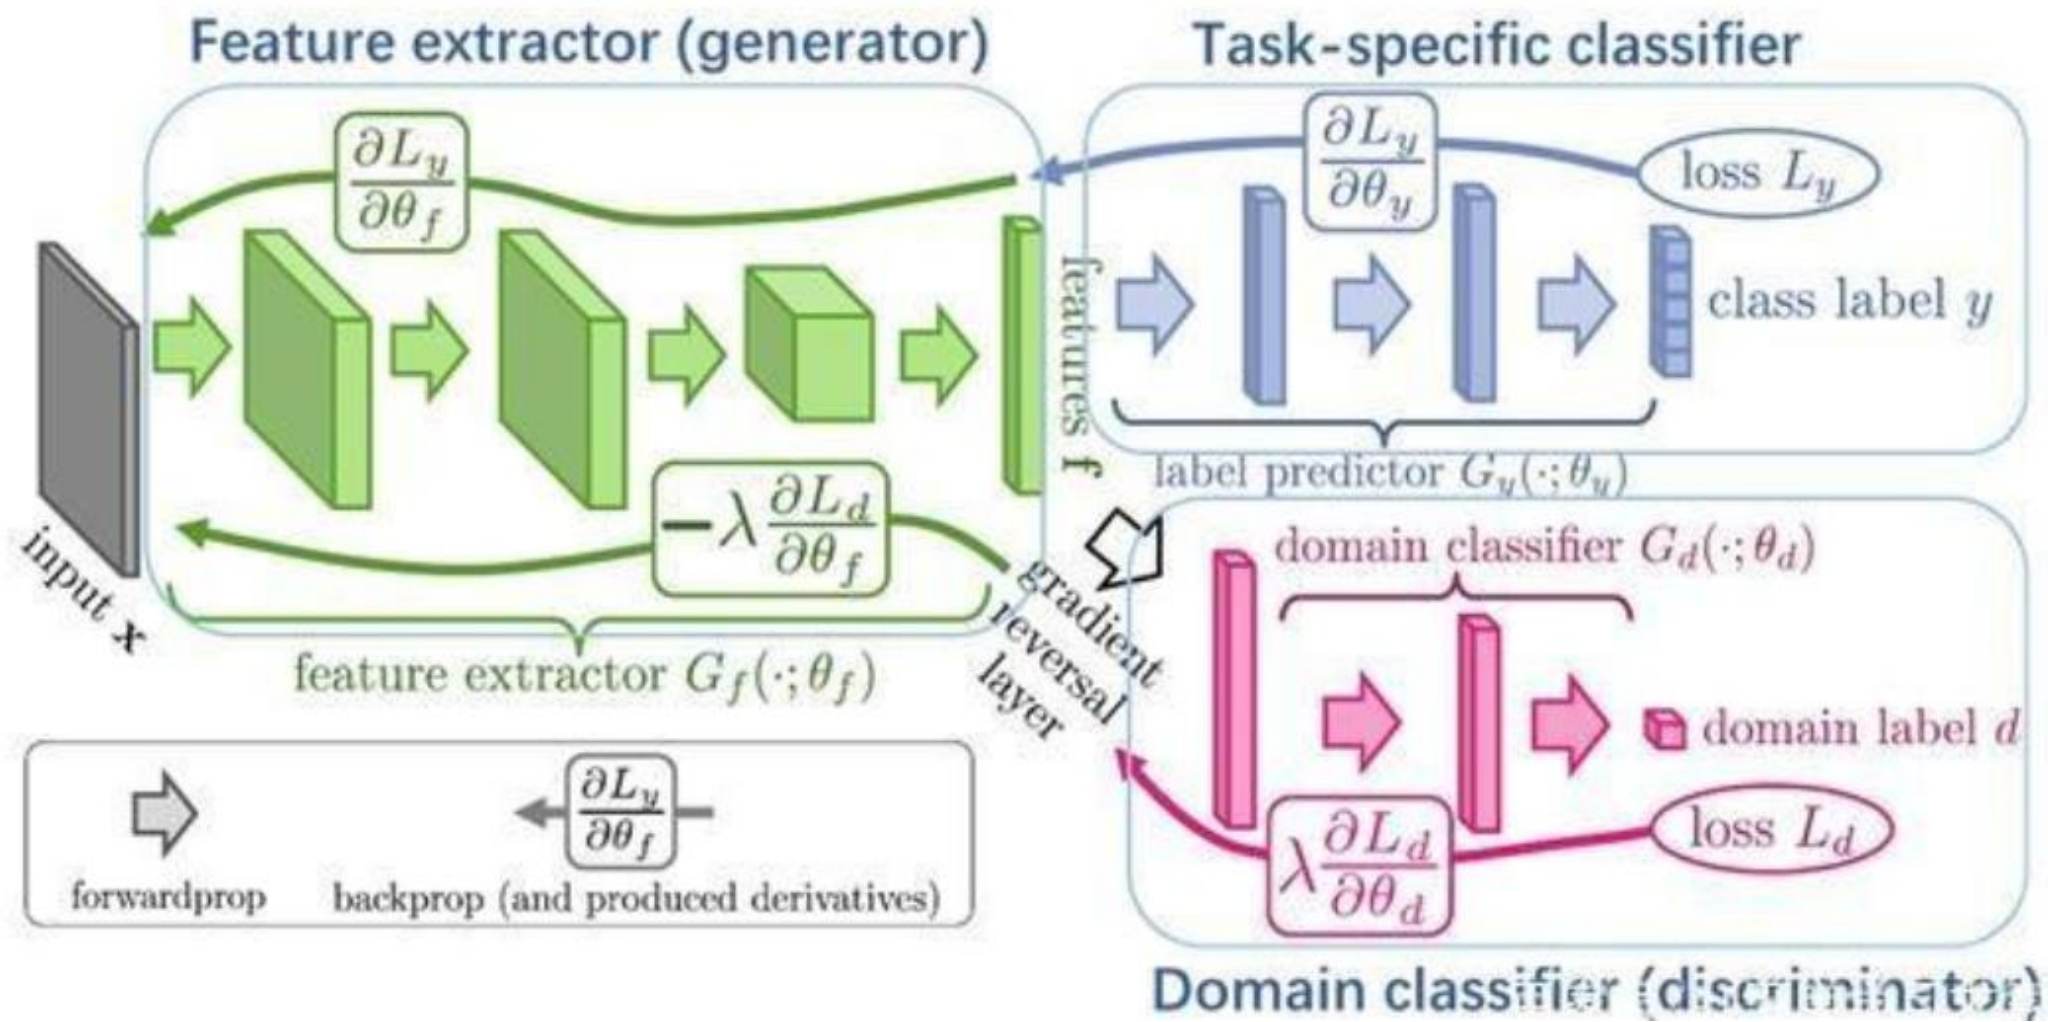 Feature extractor (generator)
Task-specific classifier
∂L_y
∂θ_f
∂L_y
∂θ_y
loss L_y
class label y
features f
label predictor G_y(·;θ_y)
input x
−λ ∂L_d
∂θ_f
feature extractor G_f(·;θ_f)
gradient
reversal
layer
domain classifier G_d(·;θ_d)
domain label d
loss L_d
λ ∂L_d
∂θ_d
∂L_y
∂θ_f
forwardprop
backprop (and produced derivatives)
Domain classifier (discriminator)